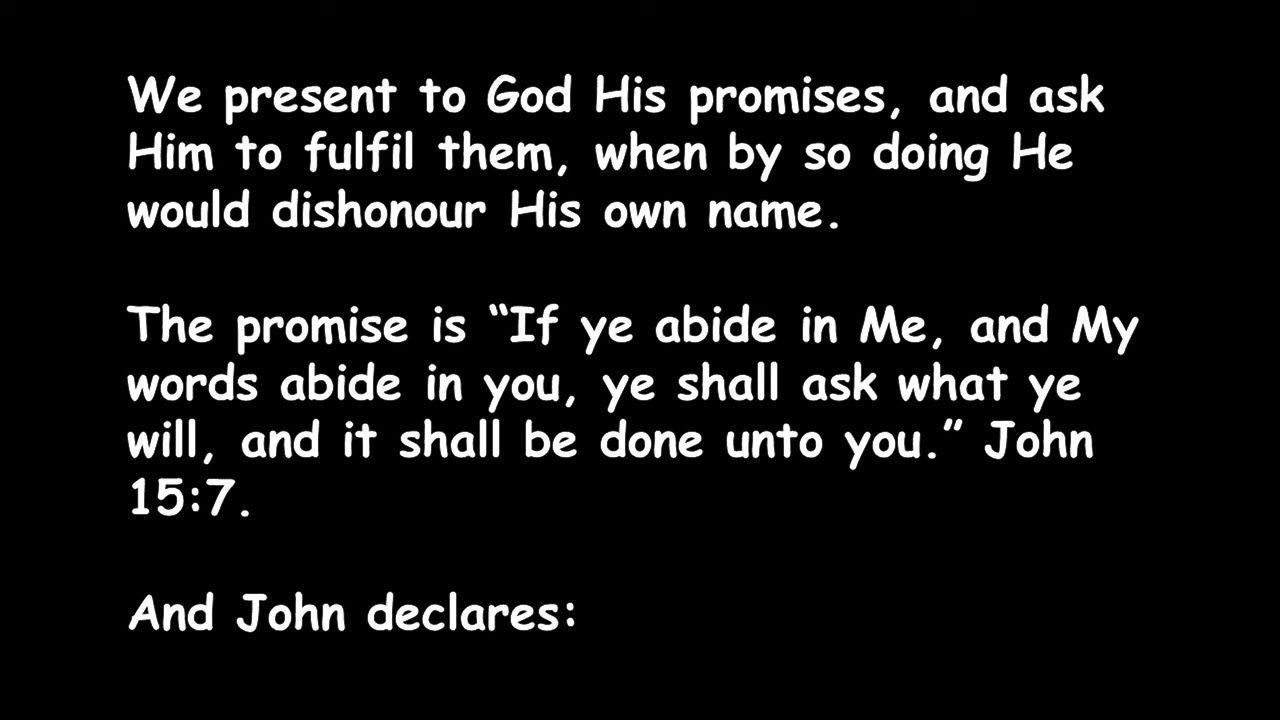 We present to God His promises, and ask
Him to fulfil them, when by so doing He
would dishonour His own name.
The promise is “If ye abide in Me, and My
words abide in you, ye shall ask what ye
will, and it shall be done unto you.” John
15:7.
And John declares: